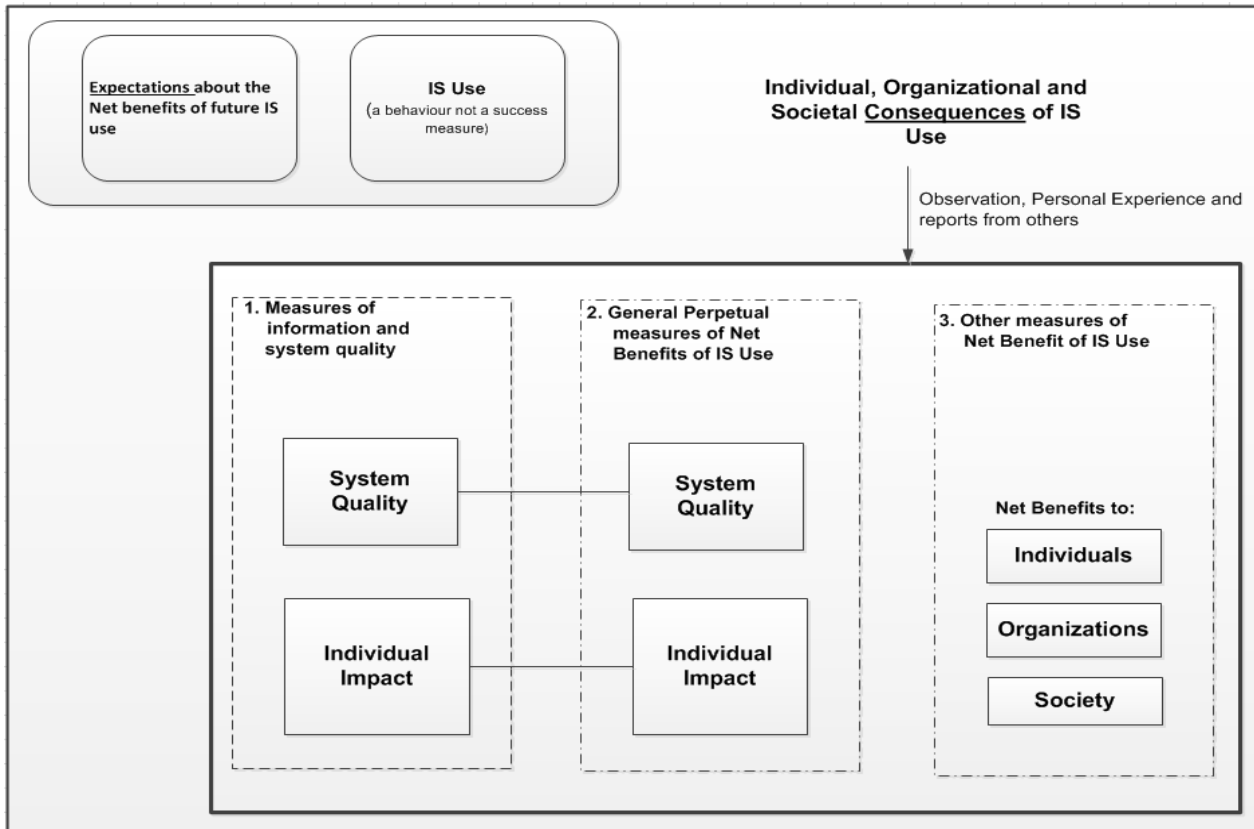 Expectations about the
Net benefits of future IS
use
IS Use
(a behaviour not a success
measure)
Individual, Organizational and
Societal Consequences of IS
Use
Observation, Personal Experience and
reports from others
1. Measures of
information and
system quality
System
Quality
Individual
Impact
2. General Perpetual
measures of Net
Benefits of IS Use
System
Quality
Individual
Impact
3. Other measures of
Net Benefit of IS Use
Net Benefits to:
Individuals
Organizations
Society